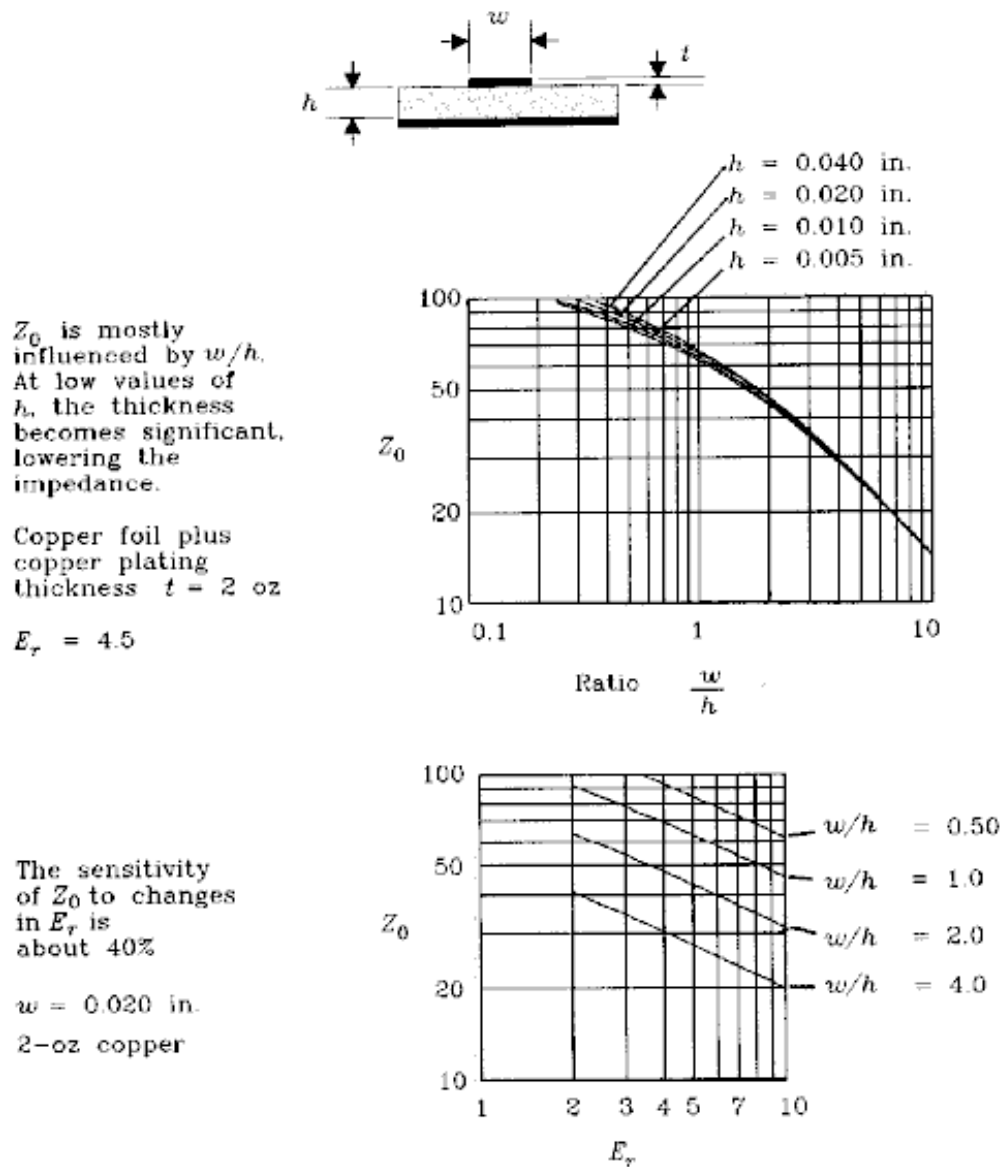 w
t
h
h = 0.040 in.
h = 0.020 in.
h = 0.010 in.
h = 0.005 in.
Z₀ is mostly
influenced by w/h.
At low values of
h, the thickness
becomes significant,
lowering the
impedance.
Copper foil plus
copper plating
thickness t = 2 oz
Eᵣ = 4.5
100
50
20
10
Z₀
0.1
1
10
Ratio w/h
The sensitivity
of Z₀ to changes
in Eᵣ is
about 40%
w = 0.020 in.
2-oz copper
100
50
20
10
Z₀
w/h = 0.50
w/h = 1.0
w/h = 2.0
w/h = 4.0
1 2 3 4 5 7 10
Eᵣ